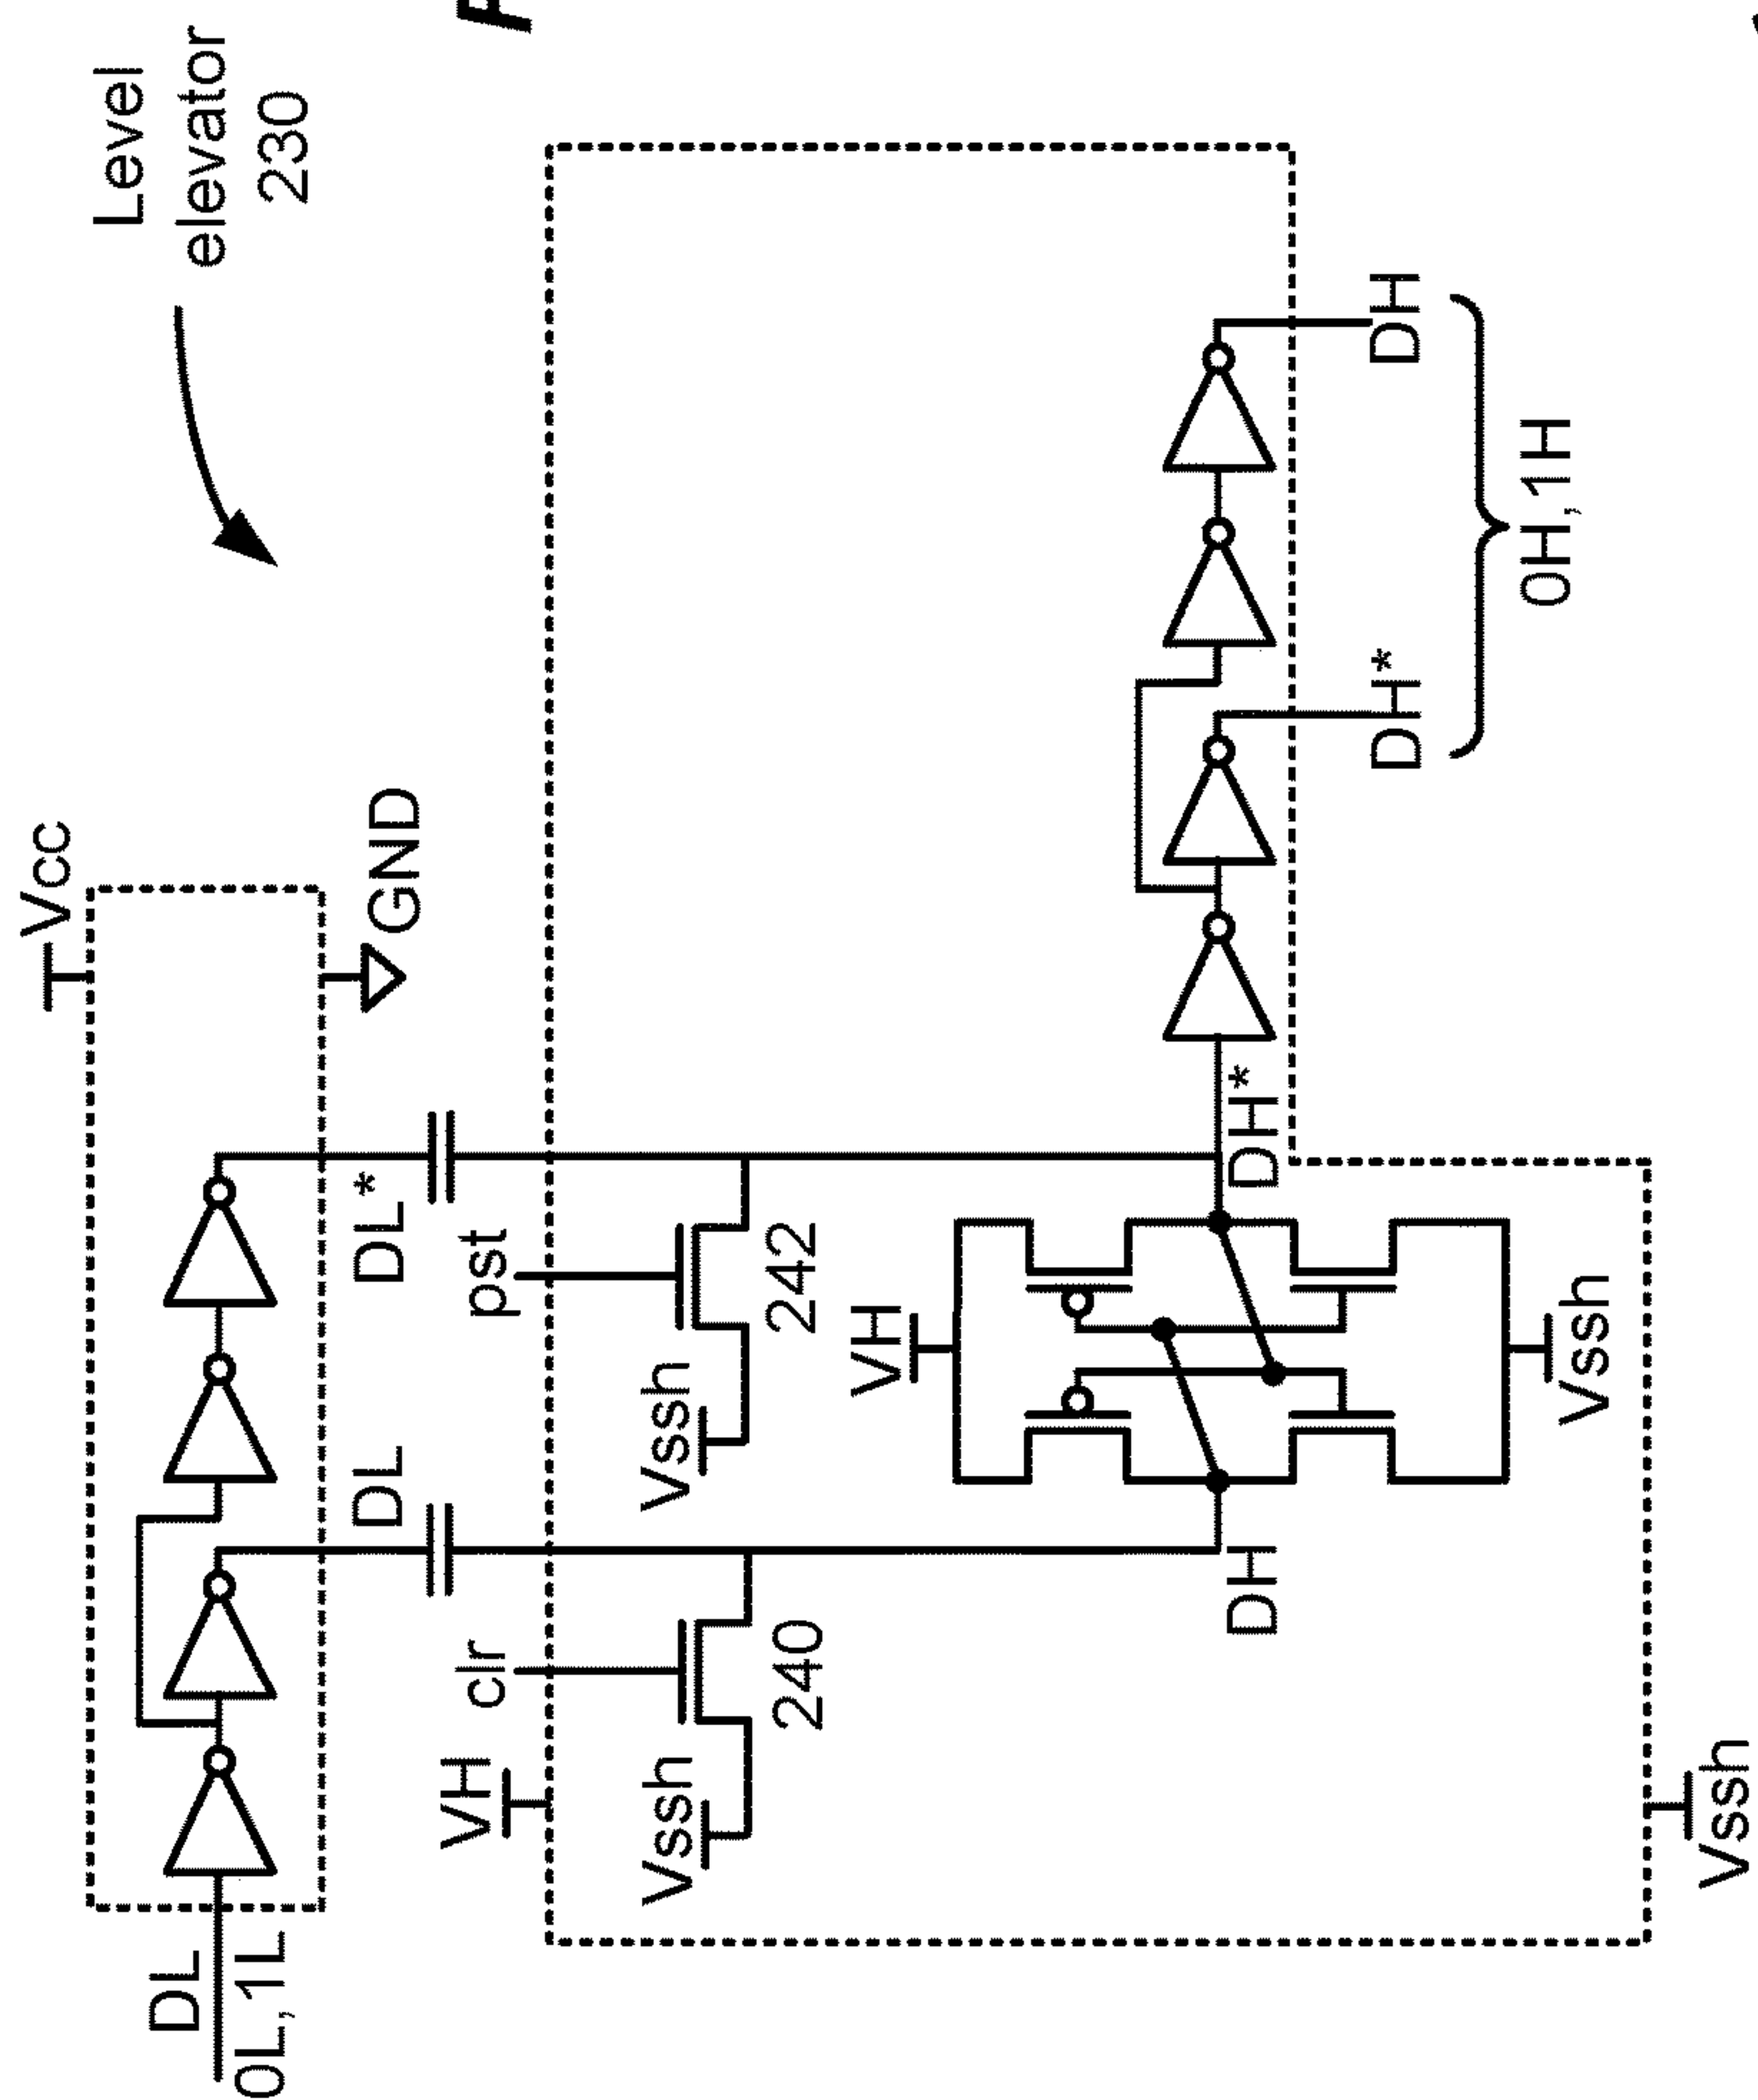 Vcc
Level
elevator
230
DL
0L,1L
DL
DL*
GND
VH
clr
pst
Vssh
Vssh
240
242
VH
DH
DH*
DH*
DH
0H,1H
Vssh
Vssh